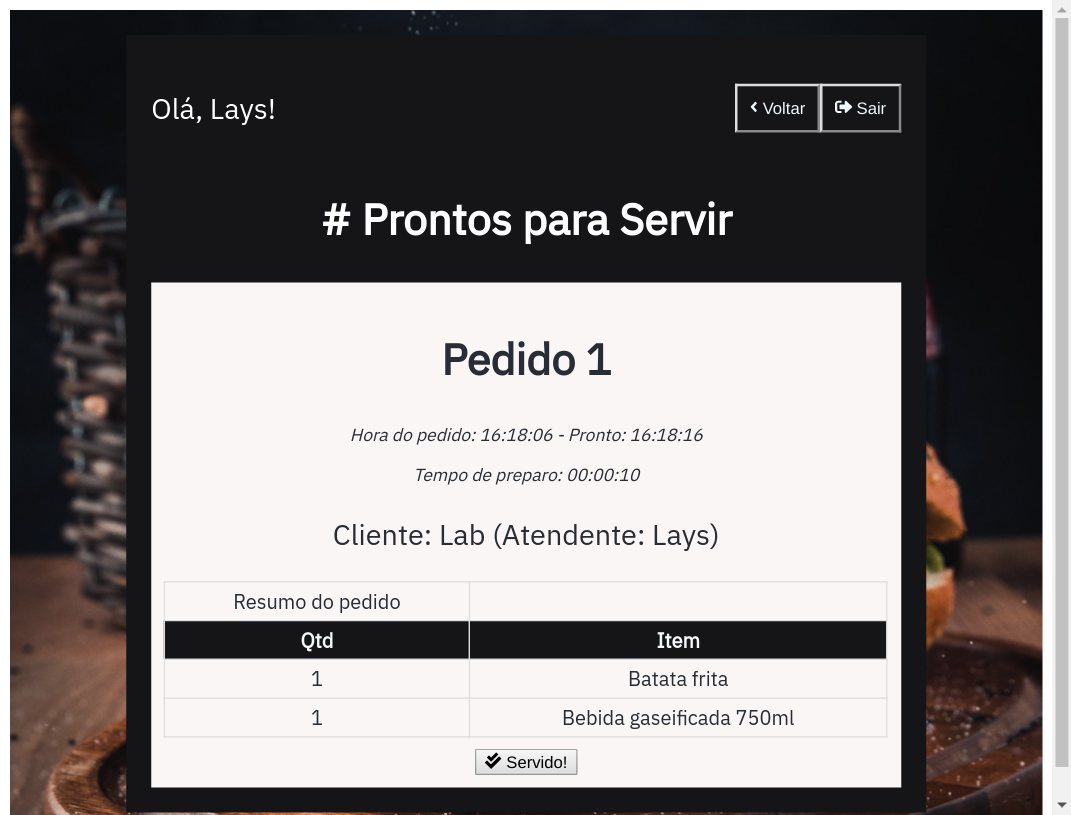 Olá, Lays!
Voltar
Sair
# Prontos para Servir
Pedido 1
Hora do pedido: 16:18:06 - Pronto: 16:18:16
Tempo de preparo: 00:00:10
Cliente: Lab (Atendente: Lays)
Resumo do pedido
Qtd Item
1 Batata frita
1 Bebida gaseificada 750ml
Servido!